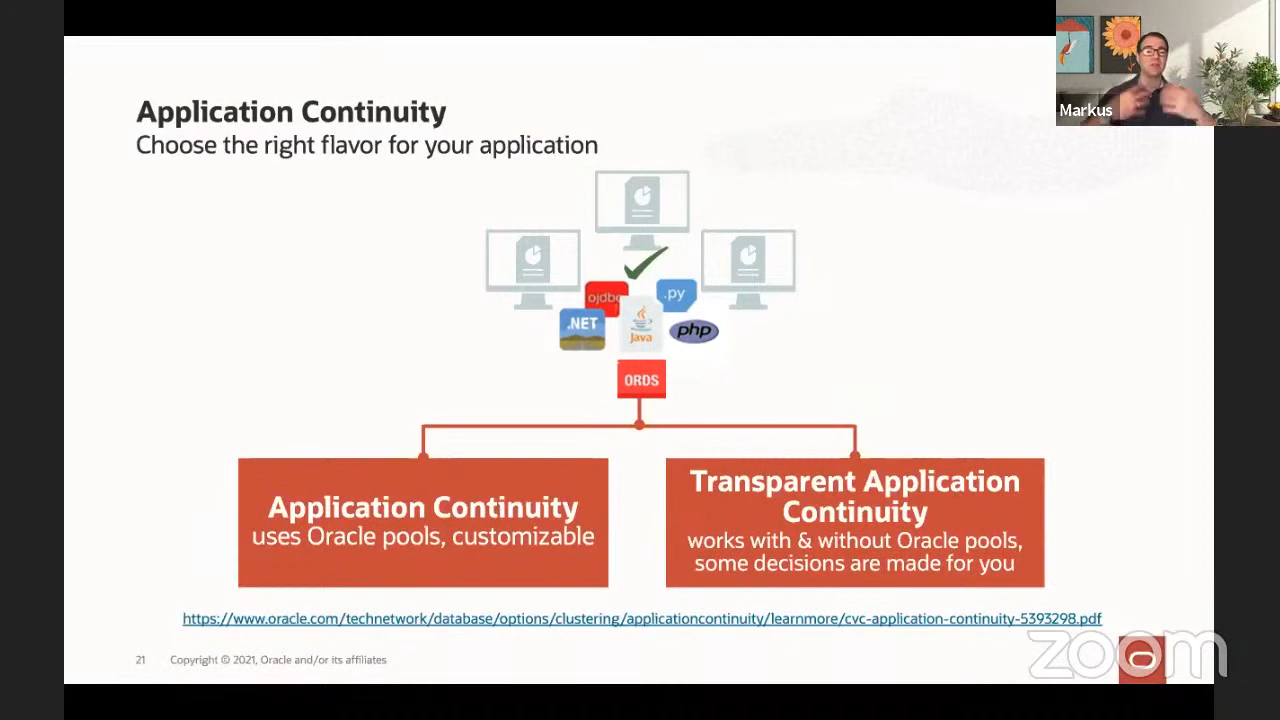 Markus
Application Continuity
Choose the right flavor for your application
ojdbc
.py
.NET
Java
php
ORDS
Application Continuity
uses Oracle pools, customizable
Transparent Application
Continuity
works with & without Oracle pools,
some decisions are made for you
https://www.oracle.com/technetwork/database/options/clustering/applicationcontinuity/learnmore/cvc-application-continuity-5393298.pdf
21 Copyright © 2021, Oracle and/or its affiliates
zoom